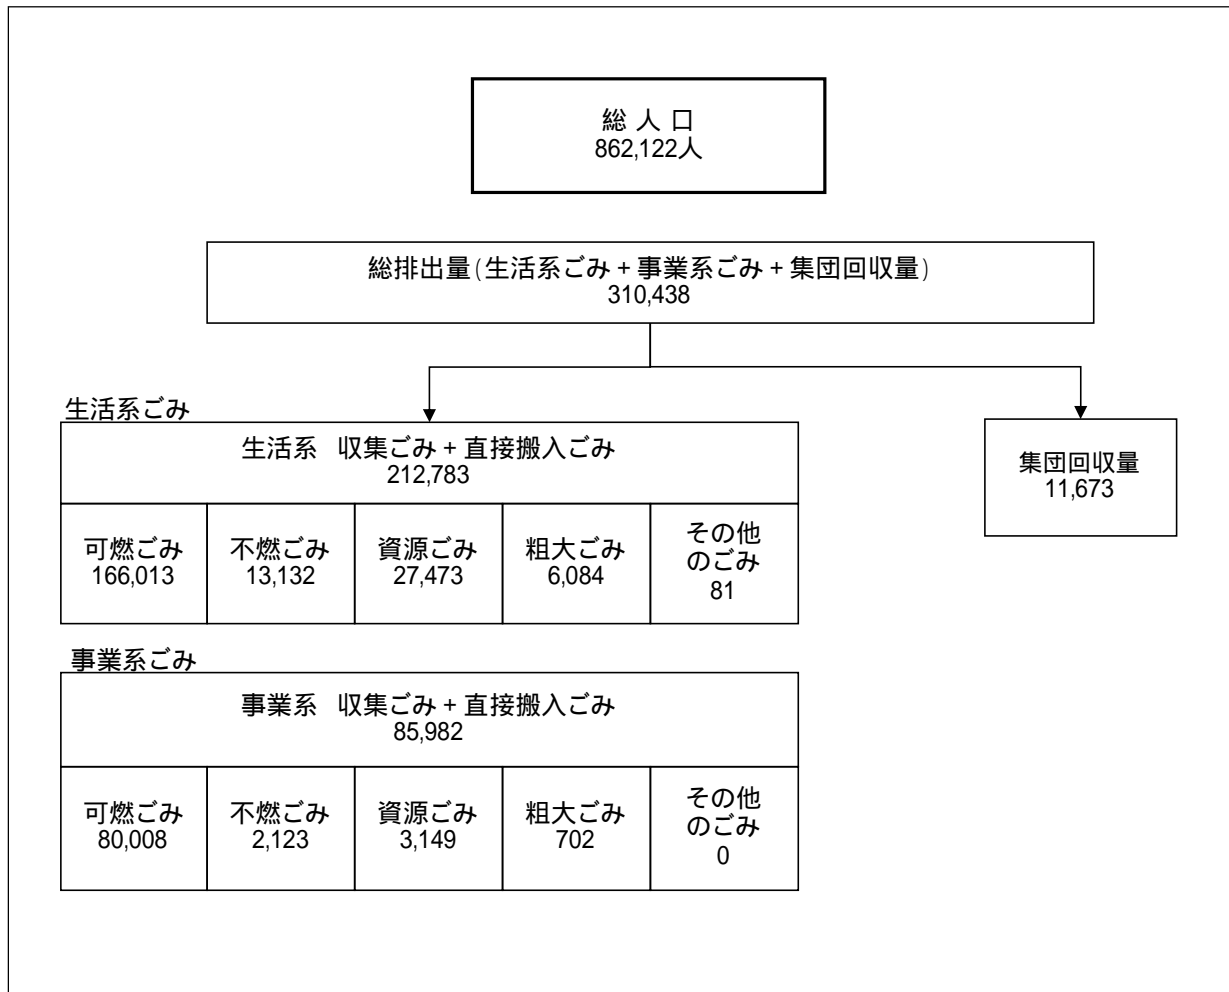 総 人 口
862,122人
総排出量(生活系ごみ+事業系ごみ+集団回収量)
310,438
生活系ごみ
生活系 収集ごみ+直接搬入ごみ
212,783
可燃ごみ
166,013
不燃ごみ
13,132
資源ごみ
27,473
粗大ごみ
6,084
その他
のごみ
81
集団回収量
11,673
事業系ごみ
事業系 収集ごみ+直接搬入ごみ
85,982
可燃ごみ
80,008
不燃ごみ
2,123
資源ごみ
3,149
粗大ごみ
702
その他
のごみ
0